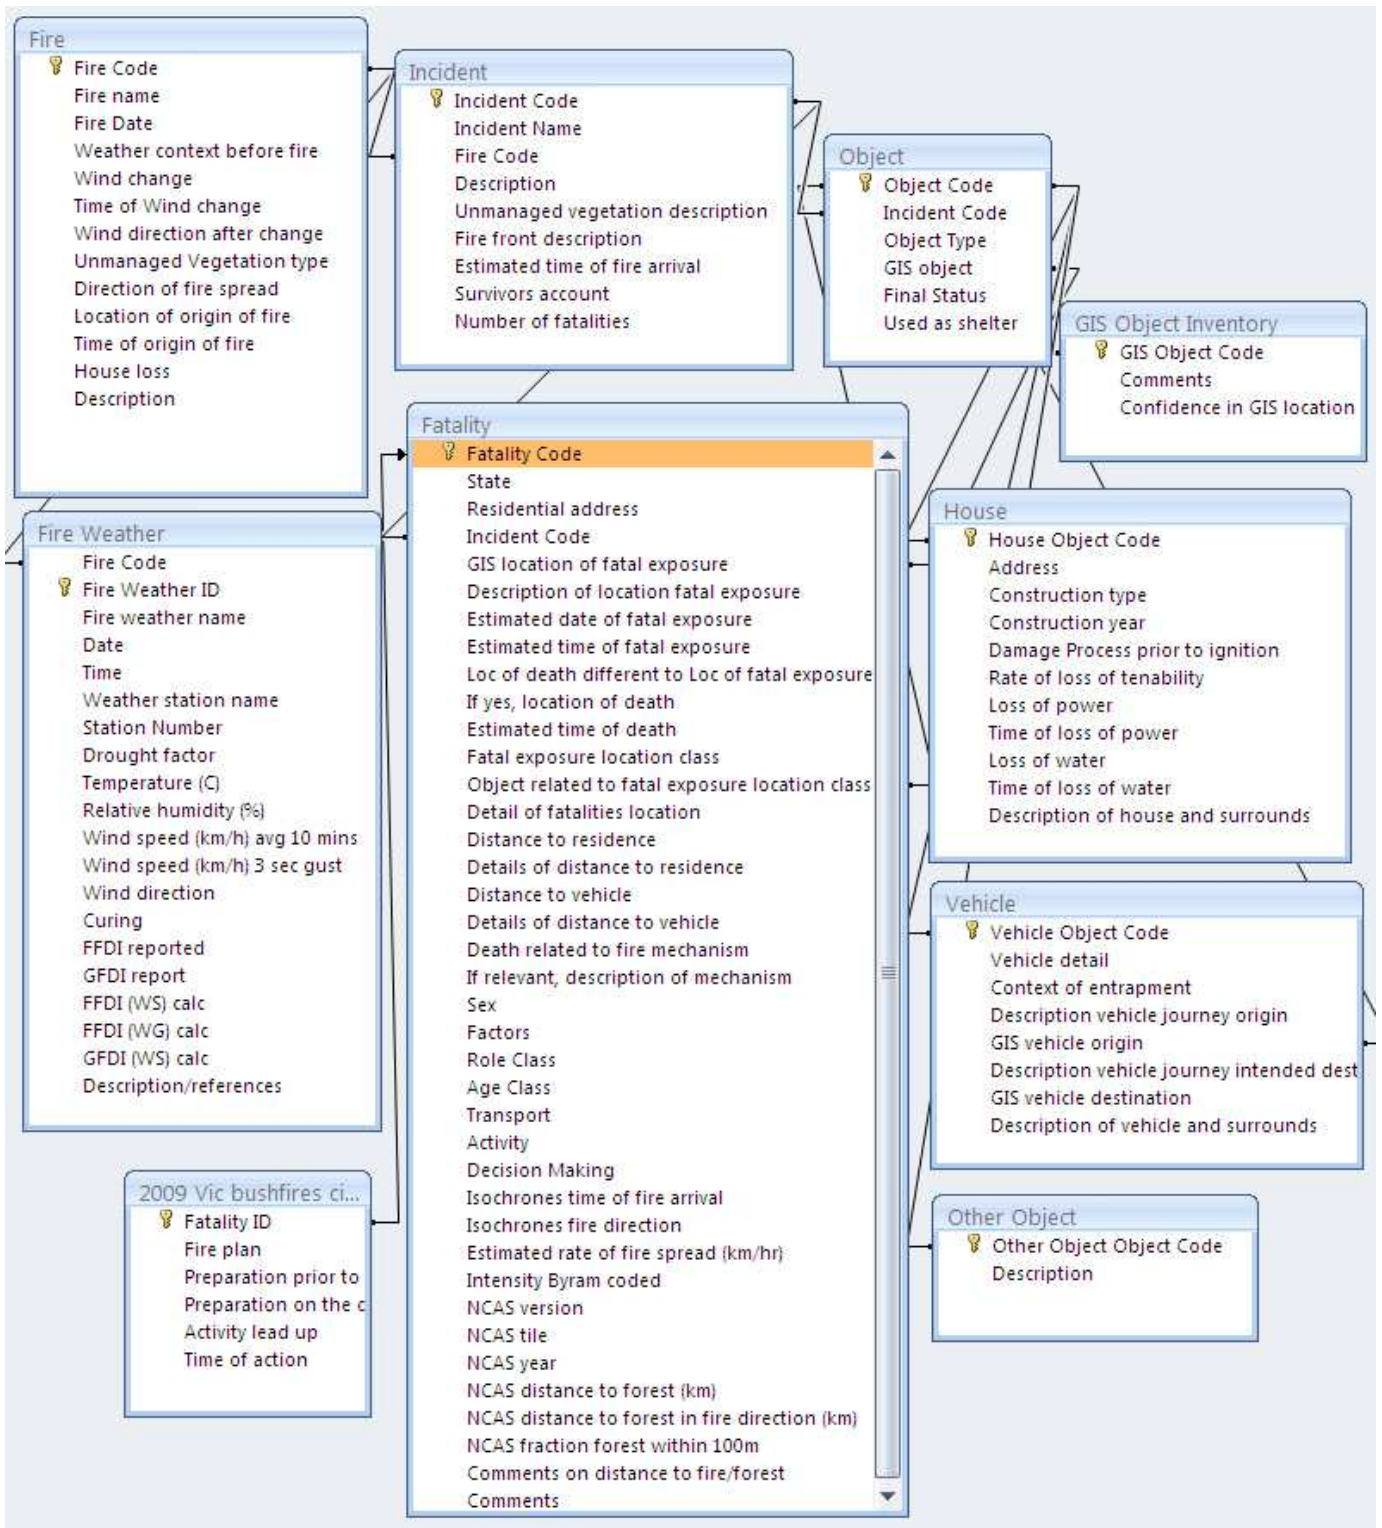 Fire
Fire Code
Fire name
Fire Date
Weather context before fire
Wind change
Time of Wind change
Wind direction after change
Unmanaged Vegetation type
Direction of fire spread
Location of origin of fire
Time of origin of fire
House loss
Description
Incident
Incident Code
Incident Name
Fire Code
Description
Unmanaged vegetation description
Fire front description
Estimated time of fire arrival
Survivors account
Number of fatalities
Object
Object Code
Incident Code
Object Type
GIS object
Final Status
Used as shelter
GIS Object Inventory
GIS Object Code
Comments
Confidence in GIS location
Fire Weather
Fire Code
Fire Weather ID
Fire weather name
Date
Time
Weather station name
Station Number
Drought factor
Temperature (C)
Relative humidity (%)
Wind speed (km/h) avg 10 mins
Wind speed (km/h) 3 sec gust
Wind direction
Curing
FFDI reported
GFDI report
FFDI (WS) calc
FFDI (WG) calc
GFDI (WS) calc
Description/references
Fatality
Fatality Code
State
Residential address
Incident Code
GIS location of fatal exposure
Description of location fatal exposure
Estimated date of fatal exposure
Estimated time of fatal exposure
Loc of death different to Loc of fatal exposure
If yes, location of death
Estimated time of death
Fatal exposure location class
Object related to fatal exposure location class
Detail of fatalities location
Distance to residence
Details of distance to residence
Distance to vehicle
Details of distance to vehicle
Death related to fire mechanism
If relevant, description of mechanism
Sex
Factors
Role Class
Age Class
Transport
Activity
Decision Making
Isochrones time of fire arrival
Isochrones fire direction
Estimated rate of fire spread (km/hr)
Intensity Byram coded
NCAS version
NCAS tile
NCAS year
NCAS distance to forest (km)
NCAS distance to forest in fire direction (km)
NCAS fraction forest within 100m
Comments on distance to fire/forest
Comments
House
House Object Code
Address
Construction type
Construction year
Damage Process prior to ignition
Rate of loss of tenability
Loss of power
Time of loss of power
Loss of water
Time of loss of water
Description of house and surrounds
Vehicle
Vehicle Object Code
Vehicle detail
Context of entrapment
Description vehicle journey origin
GIS vehicle origin
Description vehicle journey intended dest
GIS vehicle destination
Description of vehicle and surrounds
2009 Vic bushfires ci...
Fatality ID
Fire plan
Preparation prior to
Preparation on the c
Activity lead up
Time of action
Other Object
Other Object Object Code
Description